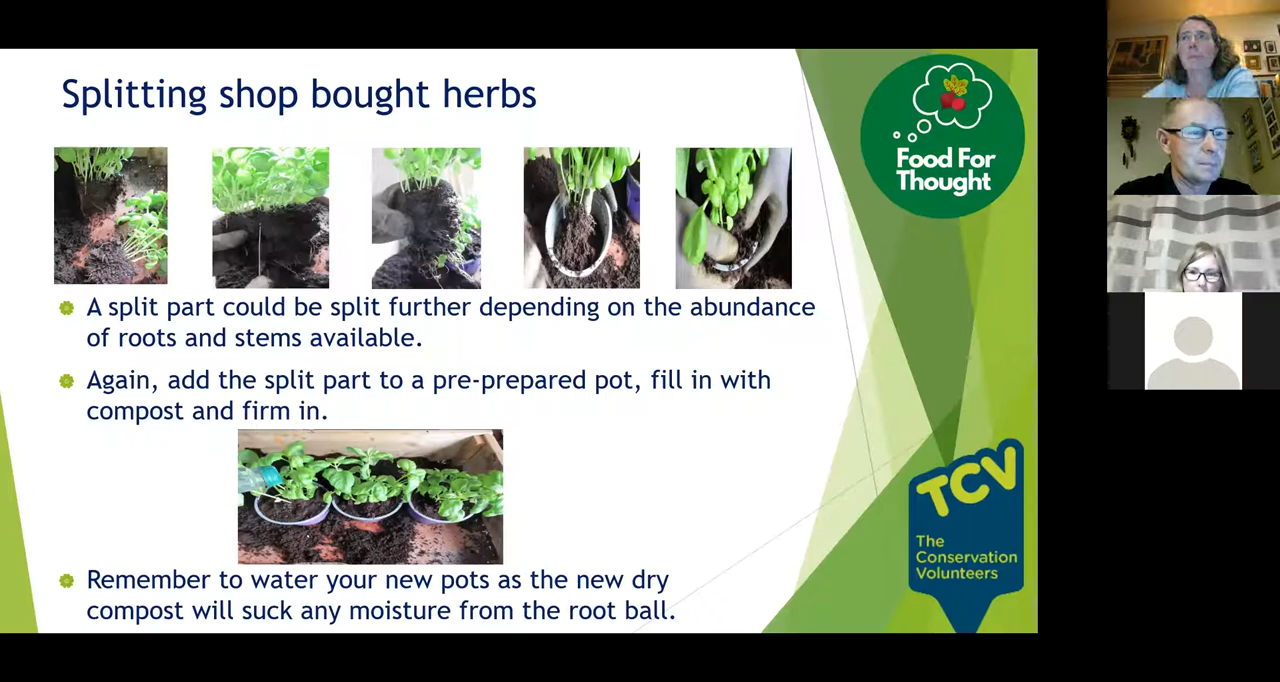 Splitting shop bought herbs
Food For
Thought
A split part could be split further depending on the abundance
of roots and stems available.
Again, add the split part to a pre-prepared pot, fill in with
compost and firm in.
Remember to water your new pots as the new dry
compost will suck any moisture from the root ball.
TCV
The
Conservation
Volunteers